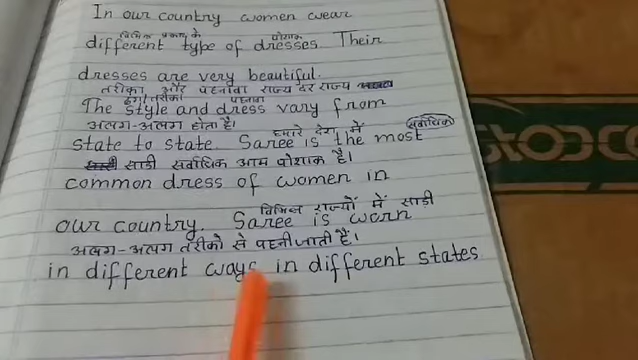 In our country women wear
विभिन्न प्रकार के पोशाक
different type of dresses. Their
dresses are very beautiful.
तरीका और पहनावा राज्य दर राज्य
ढंग/तरीका पहनावा
The style and dress vary from
अलग-अलग होता है।
हमारे देश में सर्वाधिक
state to state. Saree is the most
साड़ी सर्वाधिक आम पोशाक है।
common dress of women in
विभिन्न राज्यों में साड़ी
our country. Saree is worn
अलग-अलग तरीको से पहनी जाती हैं।
in different ways in different states